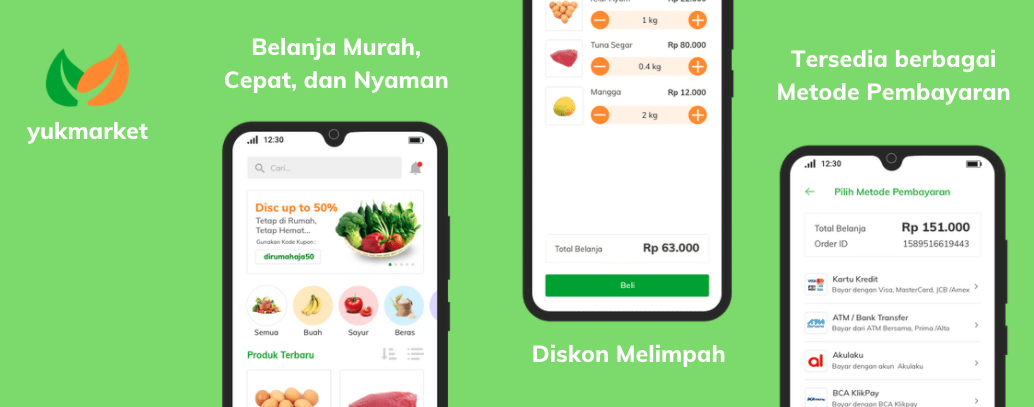 yukmarket
Belanja Murah,
Cepat, dan Nyaman
12:30
Cari...
Disc up to 50%
Tetap di Rumah,
Tetap Hemat...
Gunakan Kode Kupon :
dirumahaja50
Semua
Buah
Sayur
Beras
Produk Terbaru
1 kg
Tuna Segar
Rp 80.000
0.4 kg
Mangga
Rp 12.000
2 kg
Total Belanja
Rp 63.000
Beli
Diskon Melimpah
Tersedia berbagai
Metode Pembayaran
12:30
Pilih Metode Pembayaran
Total Belanja
Rp 151.000
Order ID
1589516619443
Kartu Kredit
Bayar dengan Visa, MasterCard, JCB /Amex
ATM / Bank Transfer
Bayar dari ATM Bersama, Prima /Alto
Akulaku
Bayar dengan akun Akulaku
BCA KlikPay
Bayar dengan BCA Klikpay